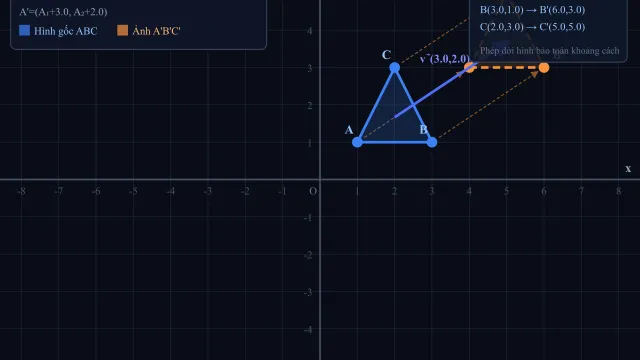 A'=(A₁+3.0, A₂+2.0)
Hình gốc ABC
Ảnh A'B'C'
B(3.0,1.0) → B'(6.0,3.0)
C(2.0,3.0) → C'(5.0,5.0)
Phép dời hình bảo toàn khoảng cách
4
C
v⃗(3.0,2.0)
3
2
A
B
1
x
-8 -7 -6 -5 -4 -3 -2 -1 O 1 2 3 4 5 6 7 8
-1
-2
-3
-4